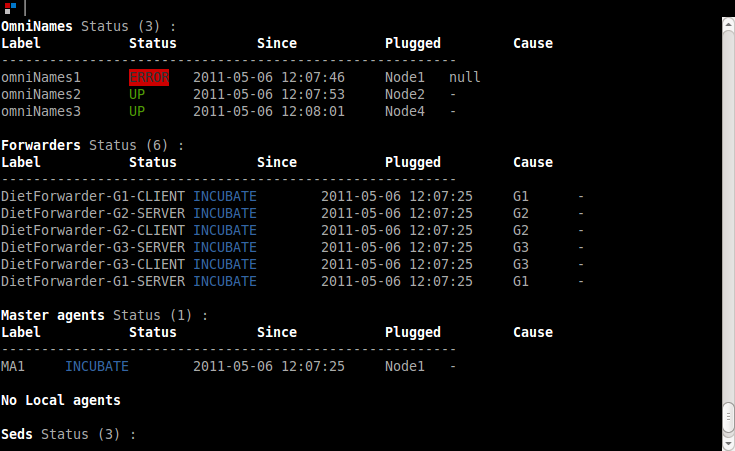 OmniNames Status (3) :
Label Status Since Plugged Cause
---------------------------------------------------------
omniNames1 ERROR 2011-05-06 12:07:46 Node1 null
omniNames2 UP 2011-05-06 12:07:53 Node2 -
omniNames3 UP 2011-05-06 12:08:01 Node4 -
Forwarders Status (6) :
Label Status Since Plugged Cause
---------------------------------------------------------
DietForwarder-G1-CLIENT INCUBATE 2011-05-06 12:07:25 G1 -
DietForwarder-G2-SERVER INCUBATE 2011-05-06 12:07:25 G2 -
DietForwarder-G2-CLIENT INCUBATE 2011-05-06 12:07:25 G2 -
DietForwarder-G3-SERVER INCUBATE 2011-05-06 12:07:25 G3 -
DietForwarder-G3-CLIENT INCUBATE 2011-05-06 12:07:25 G3 -
DietForwarder-G1-SERVER INCUBATE 2011-05-06 12:07:25 G1 -
Master agents Status (1) :
Label Status Since Plugged Cause
---------------------------------------------------------
MA1 INCUBATE 2011-05-06 12:07:25 Node1 -
No Local agents
Seds Status (3) :